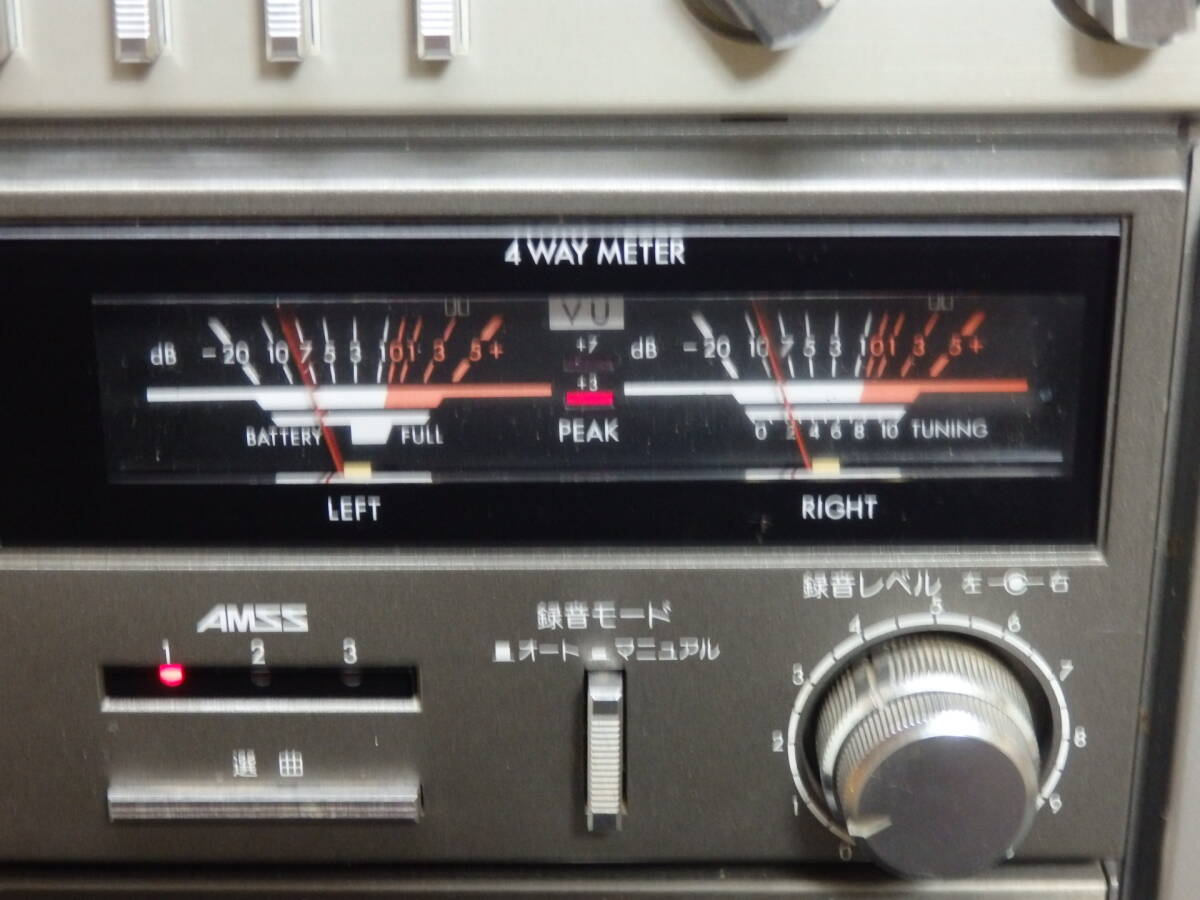 4 WAY METER
dB -20 10 7 5 3 1 0 1 3 5 +
VU
+7
+3
PEAK
BATTERY FULL
LEFT
dB -20 10 7 5 3 1 0 1 3 5 +
0 2 4 6 8 10 TUNING
RIGHT
AMSS
1 2 3
選曲
録音モード
オート マニュアル
録音レベル 左 右
0 1 2 3 4 5 6 7 8 9